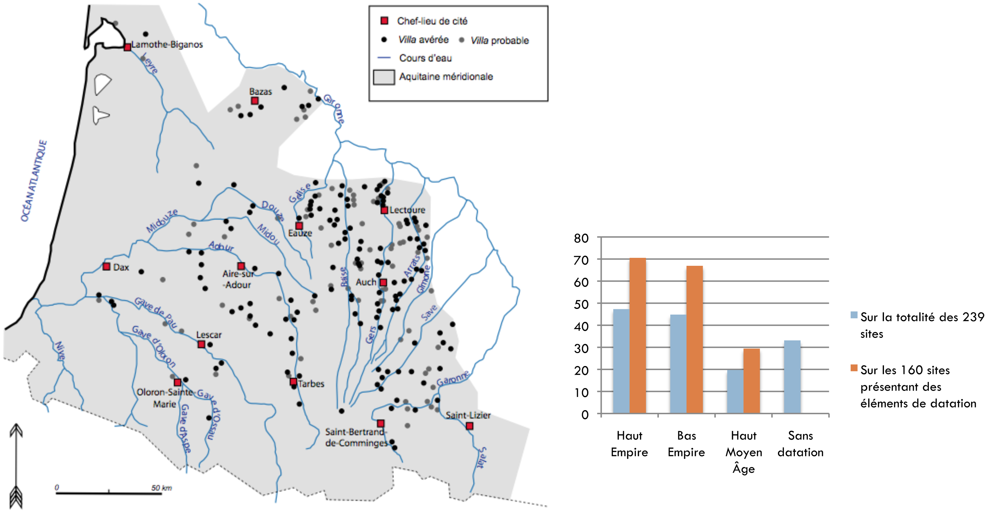 Chef-lieu de cité
Villa avérée
Villa probable
Cours d'eau
Aquitaine méridionale
Lamothe-Biganos
Leyre
Bazas
Garonne
OCÉAN ATLANTIQUE
Gélise
Douze
Lectoure
Midouze
Midou
Eauze
Adour
Dax
Aire-sur
-Adour
Baïse
Auch
Arrats
Gimone
Gave de Pau
Save
Gers
Gave d'Oloron
Lescar
Nive
Garonne
Tarbes
Oloron-Sainte-
Marie
Gave d'Ossau
Gave d'Aspe
Saint-Lizier
Saint-Bertrand-
de-Comminges
Salat
0
50 km
80
70
60
50
40
30
20
10
0
Haut
Empire
Bas
Empire
Haut
Moyen
Âge
Sans
datation
Sur la totalité des 239
sites
Sur les 160 sites
présentant des
éléments de datation